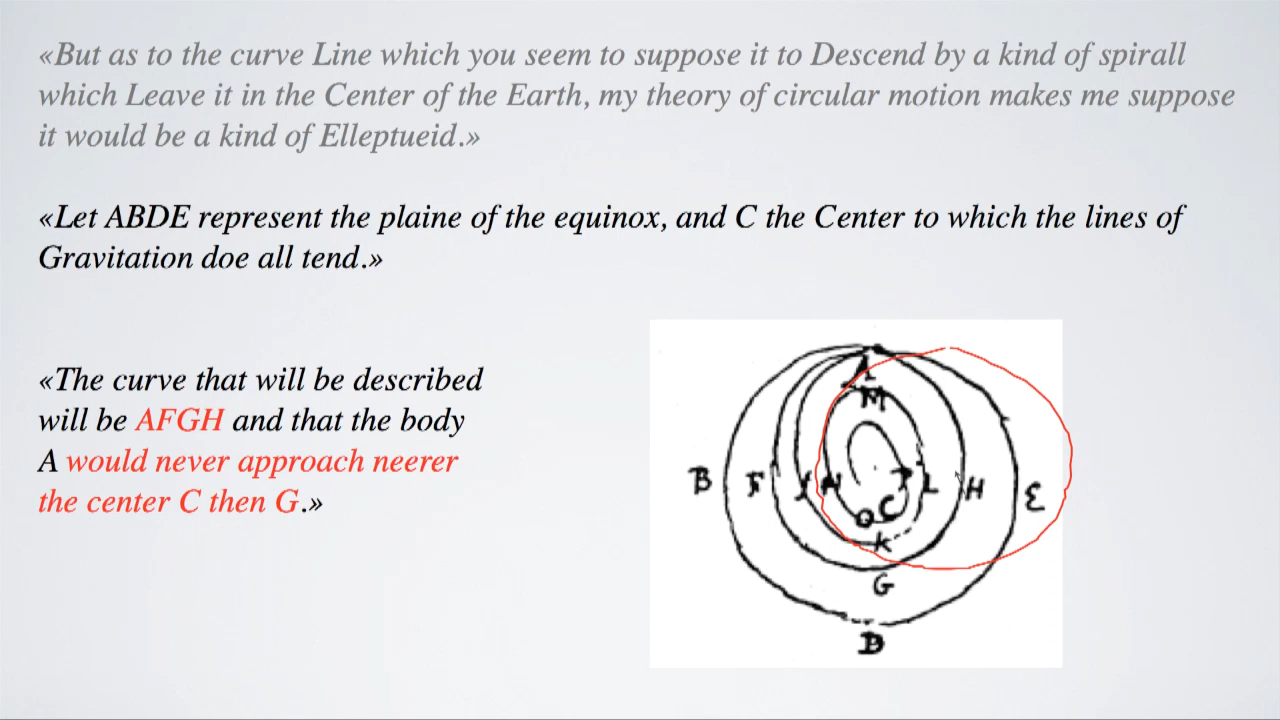 «But as to the curve Line which you seem to suppose it to Descend by a kind of spirall
which Leave it in the Center of the Earth, my theory of circular motion makes me suppose
it would be a kind of Elleptueid.»
«Let ABDE represent the plaine of the equinox, and C the Center to which the lines of
Gravitation doe all tend.»
«The curve that will be described
will be AFGH and that the body
A would never approach neerer
the center C then G.»
A
M
B F N P L H E
O C
K
G
D